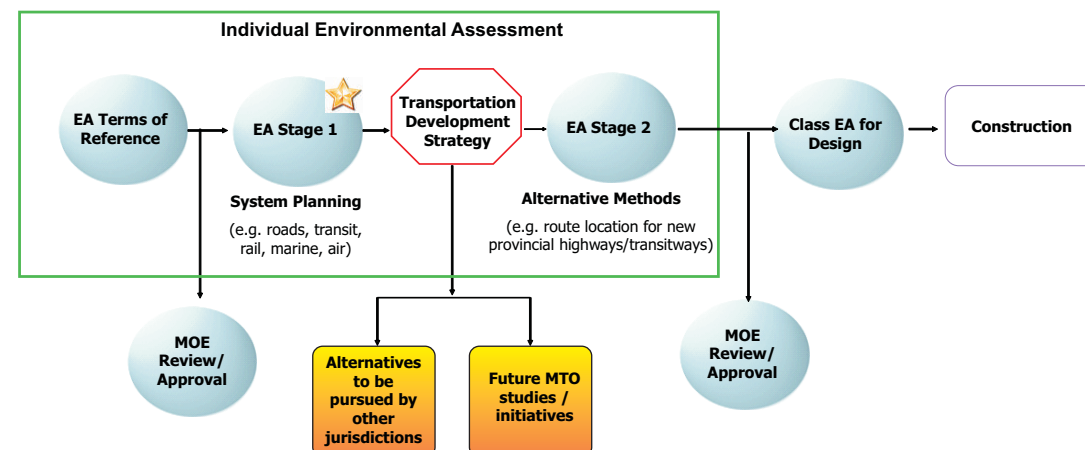 Individual Environmental Assessment
EA Terms of
Reference
EA Stage 1
Transportation
Development
Strategy
EA Stage 2
Class EA for
Design
Construction
System Planning
(e.g. roads, transit,
rail, marine, air)
Alternative Methods
(e.g. route location for new
provincial highways/transitways)
MOE
Review/
Approval
Alternatives
to be
pursued by
other
jurisdictions
Future MTO
studies /
initiatives
MOE
Review/
Approval